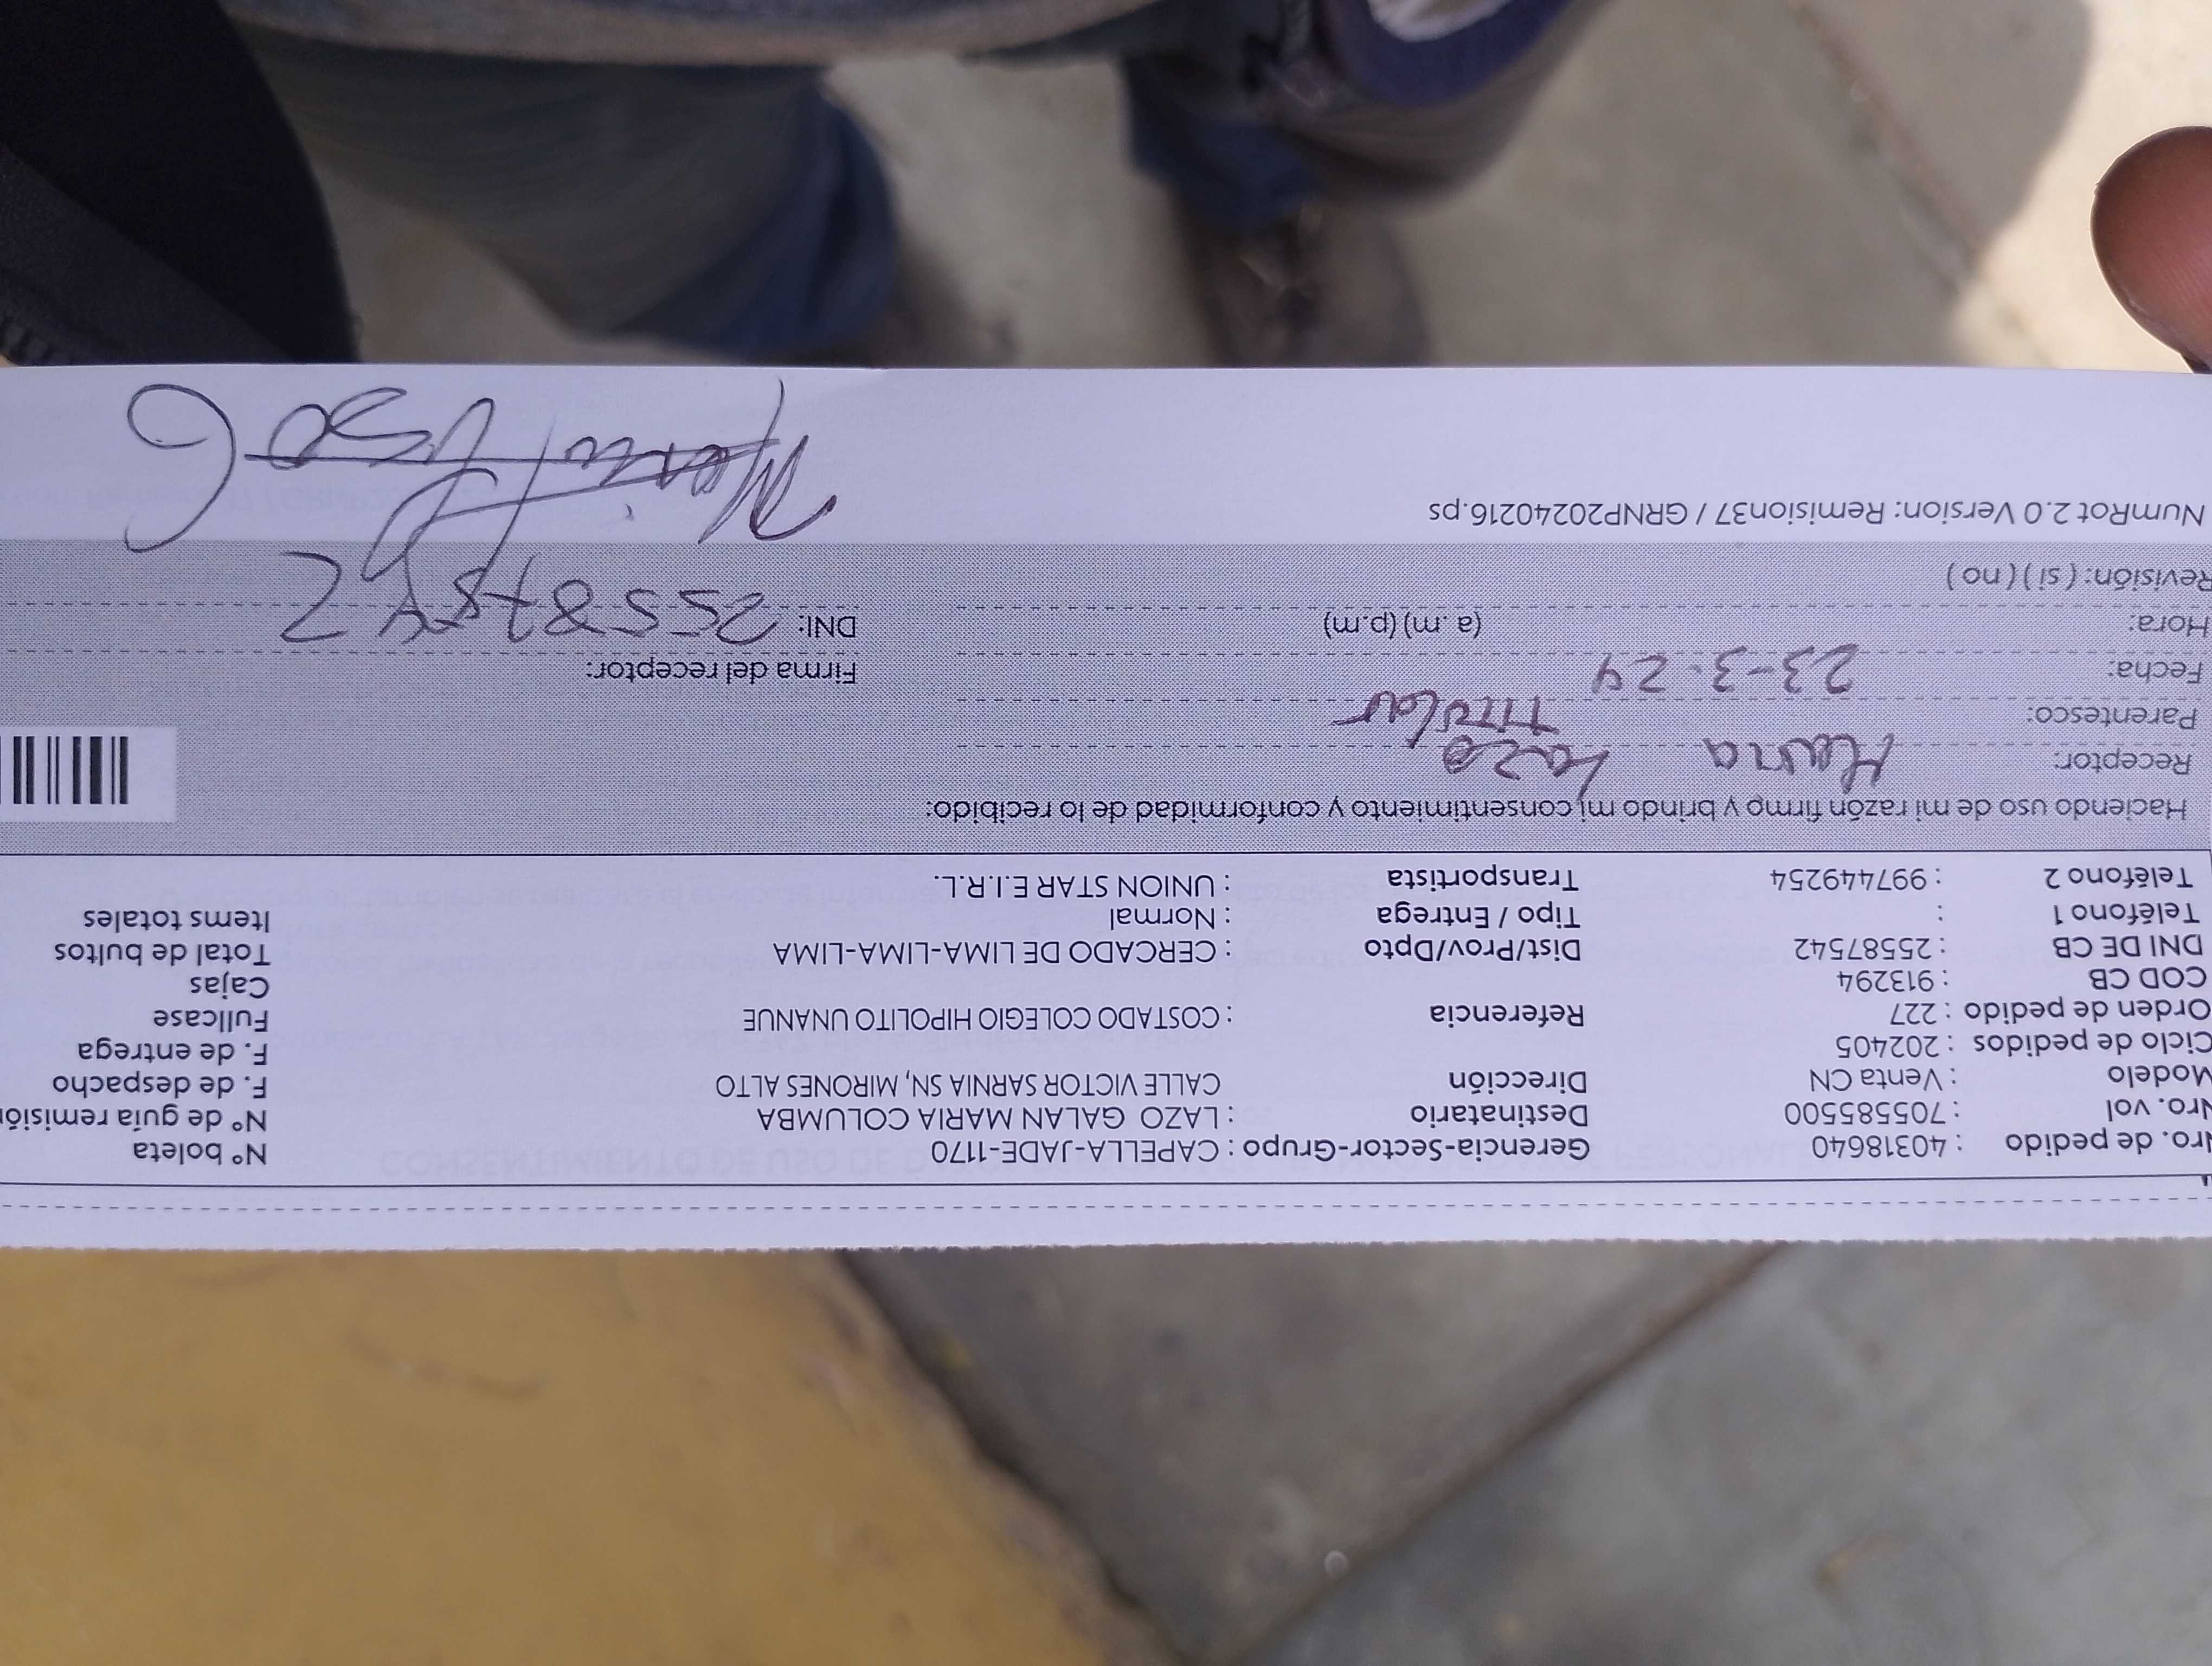 Nro. de pedido : 40318640 Gerencia-Sector-Grupo : CAPELLA-JADE-1170 N° boleta
Nro. vol : 705585500 Destinatario : LAZO GALAN MARIA COLUMBA N° de guía remisión
Modelo : Venta CN Dirección CALLE VICTOR SARNIA SN, MIRONES ALTO F. de despacho
Ciclo de pedidos : 202405 F. de entrega
Orden de pedido : 227 Referencia : COSTADO COLEGIO HIPOLITO UNANUE Fullcase
COD CB : 913294 Cajas
DNI DE CB : 25587542 Dist/Prov/Dpto : CERCADO DE LIMA-LIMA-LIMA Total de bultos
Teléfono 1 : Tipo / Entrega : Normal Items totales
Teléfono 2 : 997449254 Transportista : UNION STAR E.I.R.L.
Haciendo uso de mi razón firmo y brindo mi consentimiento y conformidad de lo recibido:
Receptor: Maria Lazo
Parentesco: Titular
Fecha: 23-3-24 Firma del receptor:
Hora: (a .m) (p.m) DNI:
Revisión: ( si ) ( no )
NumRot 2.0 Version: Remision37 / GRNP20240216.ps